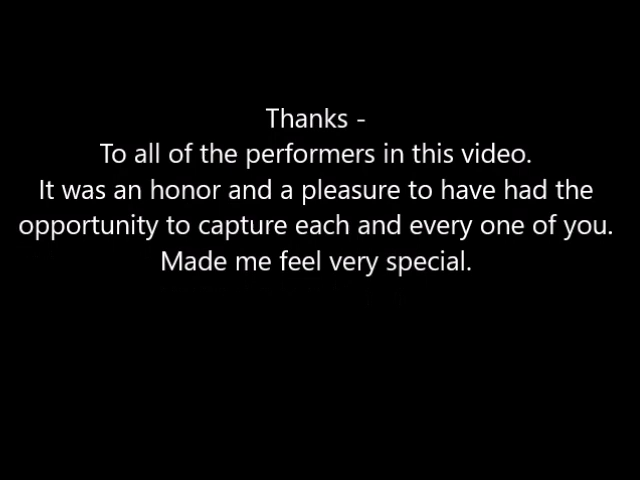 Thanks -
To all of the performers in this video.
It was an honor and a pleasure to have had the
opportunity to capture each and every one of you.
Made me feel very special.